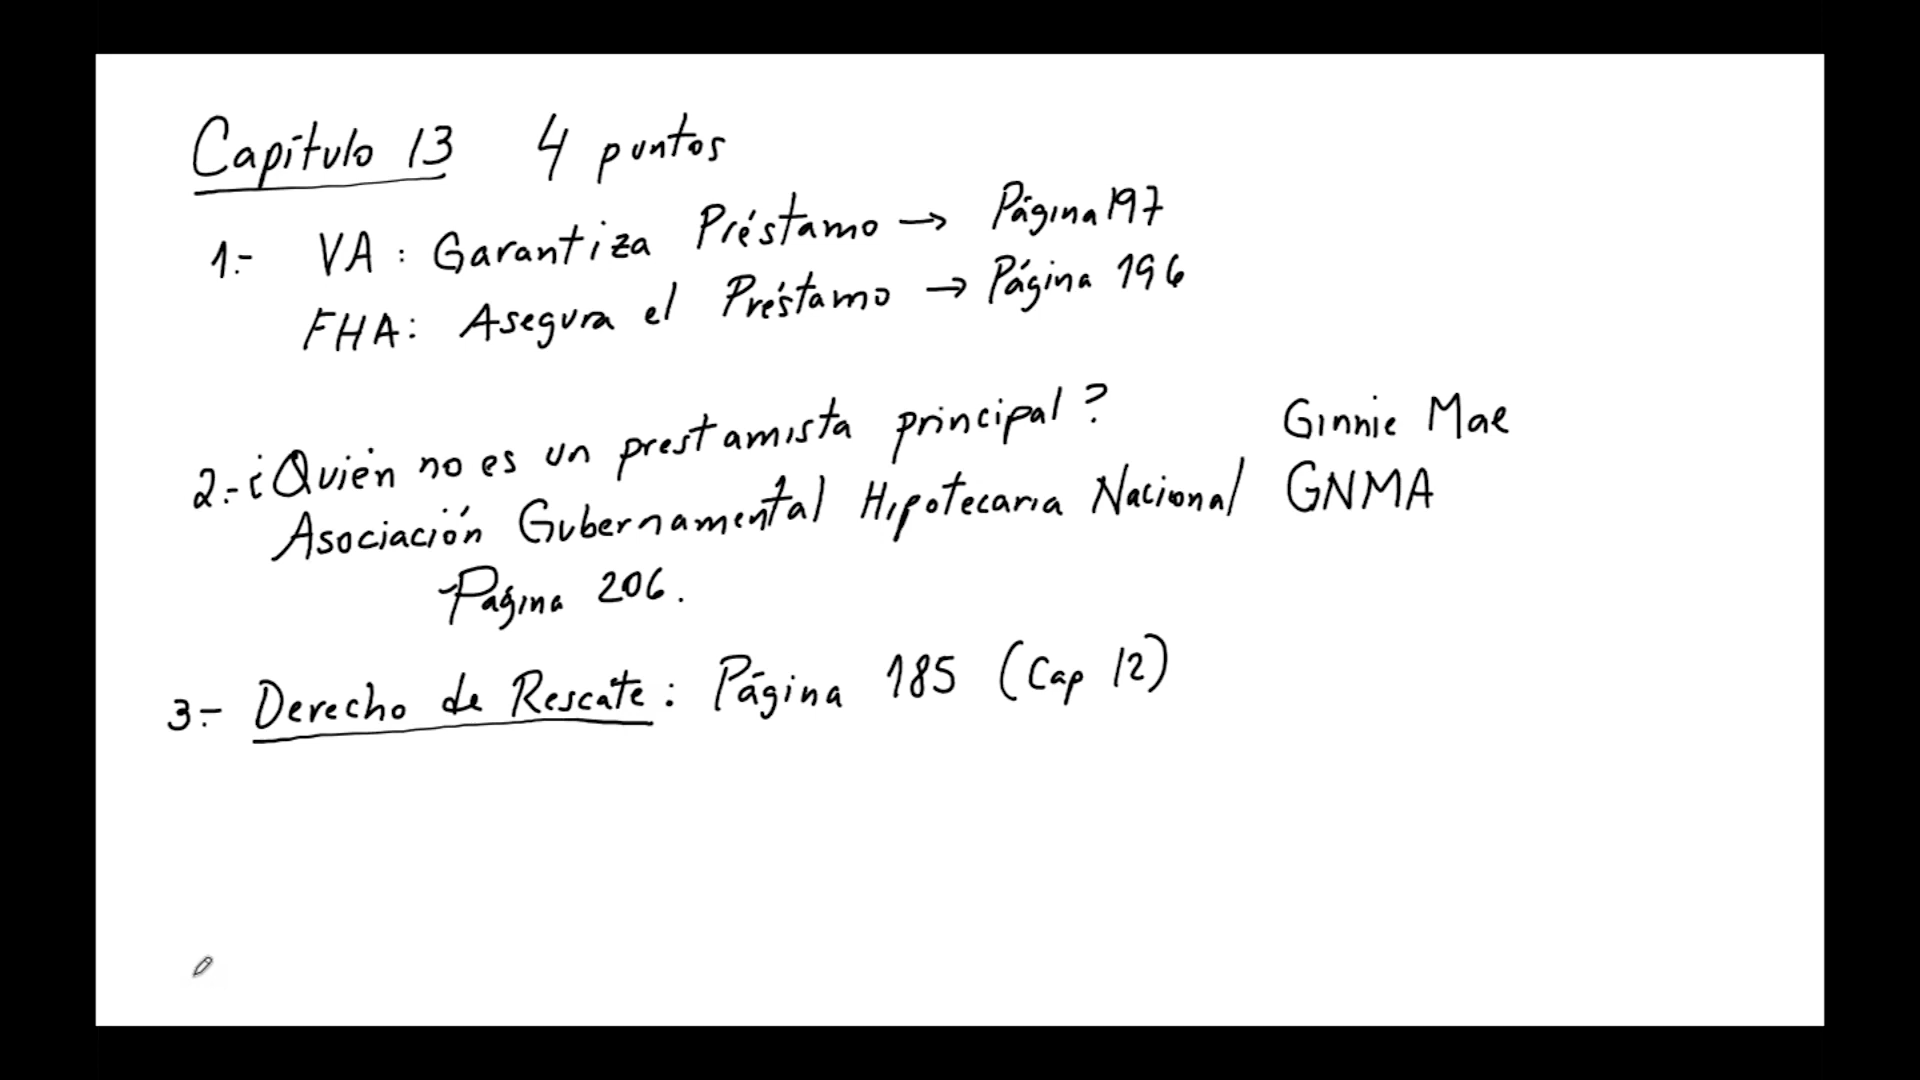 Capítulo 13 4 puntos
1.- VA: Garantiza Préstamo → Página 197
FHA: Asegura el Préstamo → Página 196
2.- ¿Quién no es un prestamista principal? Ginnie Mae
Asociación Gubernamental Hipotecaria Nacional GNMA
Página 206.
3.- Derecho de Rescate: Página 185 (Cap 12)